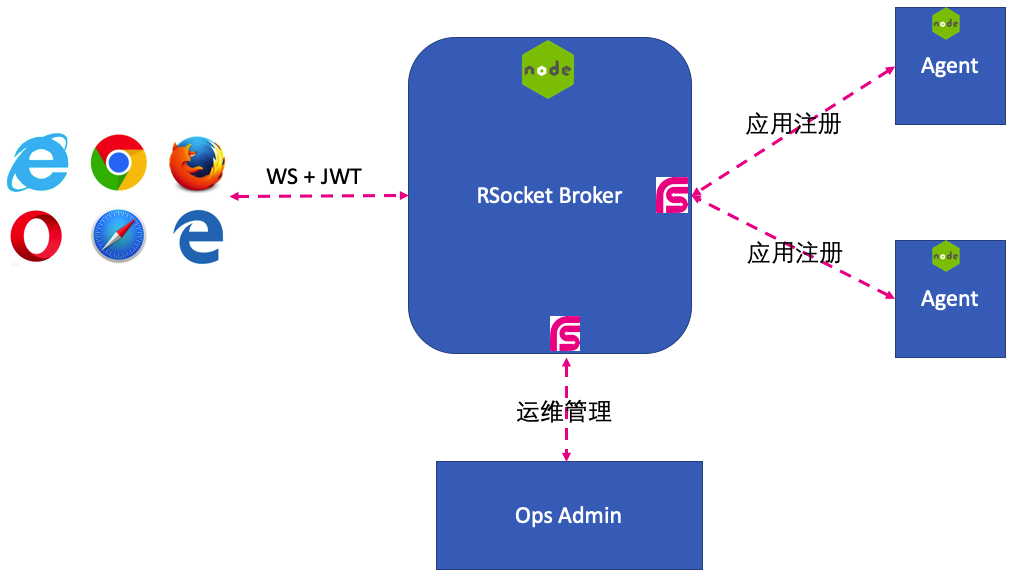 node
Agent
应用注册
WS + JWT
RSocket Broker
应用注册
node
Agent
运维管理
Ops Admin
node